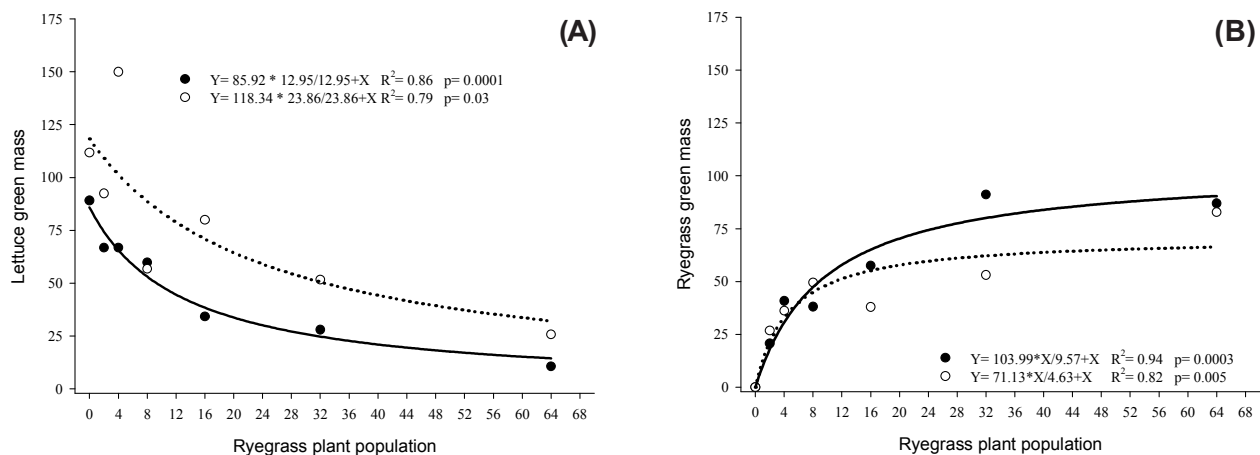 (A)
175
150
125
100
75
50
25
0
Lettuce green mass
Y= 85.92 * 12.95/12.95+X R²= 0.86 p= 0.0001
Y= 118.34 * 23.86/23.86+X R²= 0.79 p= 0.03
0 4 8 12 16 20 24 28 32 36 40 44 48 52 56 60 64 68
Ryegrass plant population
(B)
175
150
125
100
75
50
25
0
Ryegrass green mass
Y= 103.99*X/9.57+X R²= 0.94 p= 0.0003
Y= 71.13*X/4.63+X R²= 0.82 p= 0.005
0 4 8 12 16 20 24 28 32 36 40 44 48 52 56 60 64 68
Ryegrass plant population